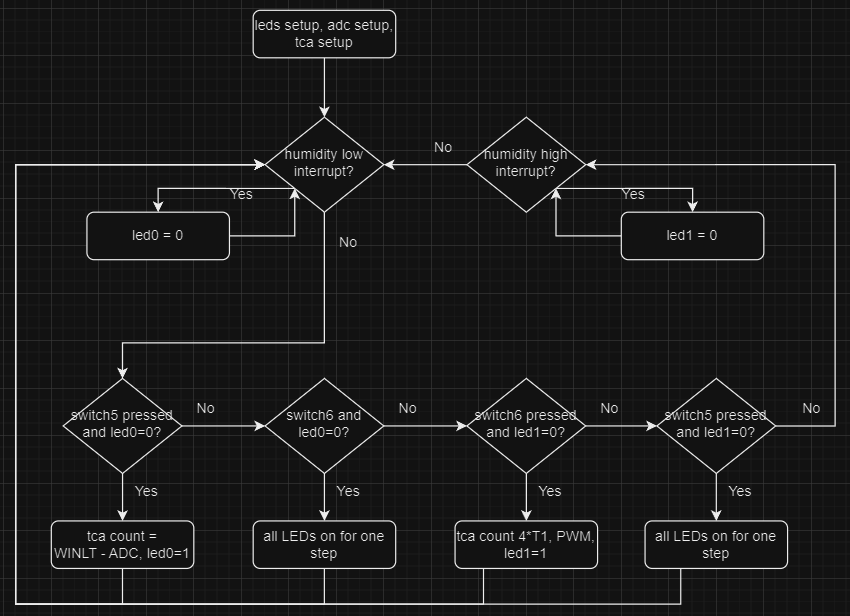 leds setup, adc setup,
tca setup
humidity low
interrupt?
No
humidity high
interrupt?
Yes
Yes
led0 = 0
No
led1 = 0
switch5 pressed
and led0=0?
No
switch6 and
led0=0?
No
switch6 pressed
and led1=0?
No
switch5 pressed
and led1=0?
No
Yes
Yes
Yes
Yes
tca count =
WINLT - ADC, led0=1
all LEDs on for one
step
tca count 4*T1, PWM,
led1=1
all LEDs on for one
step